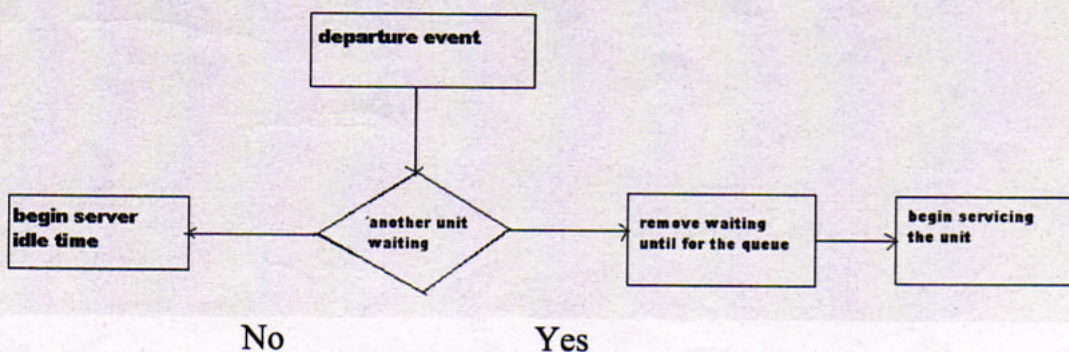 departure event
begin server
idle time
'another unit
waiting
remove waiting
until for the queue
begin servicing
the unit
No
Yes